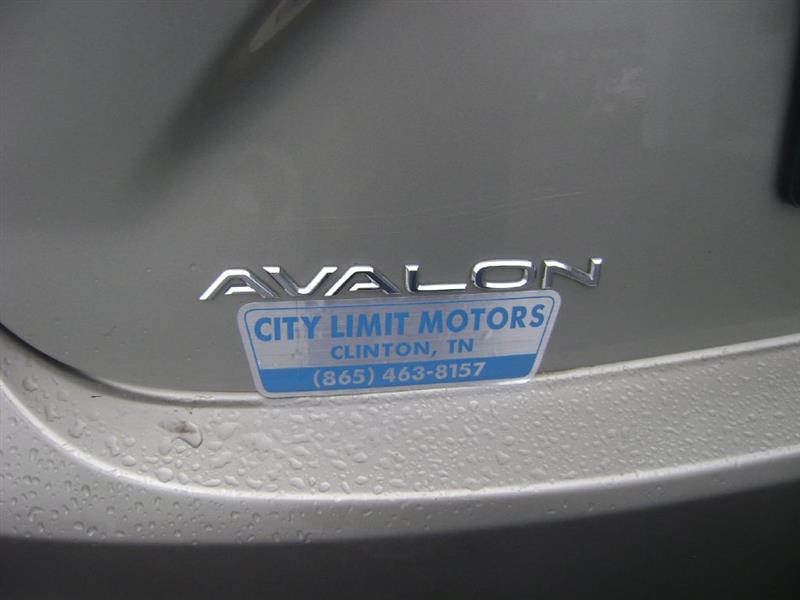 AVALON
CITY LIMIT MOTORS
CLINTON, TN
(865) 463-8157